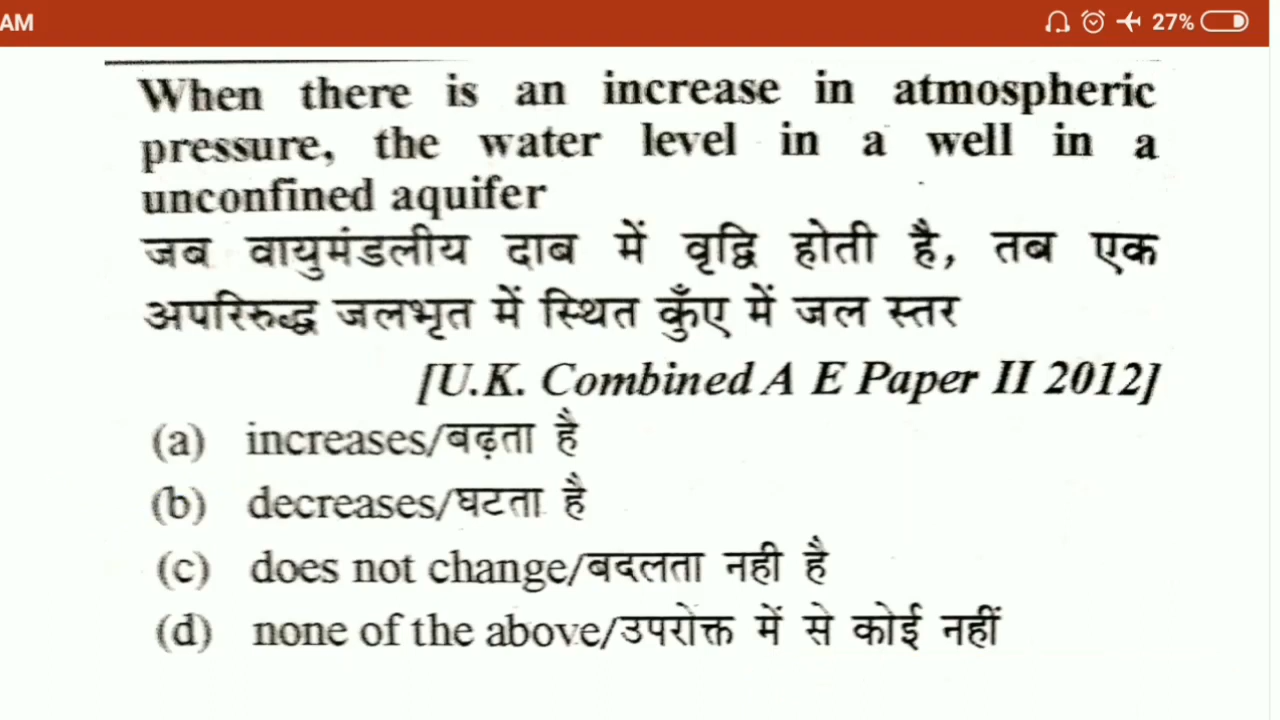 AM 27%
When there is an increase in atmospheric
pressure, the water level in a well in a
unconfined aquifer
जब वायुमंडलीय दाब में वृद्धि होती है, तब एक
अपरिरुद्ध जलभृत में स्थित कुँए में जल स्तर
[U.K. Combined A E Paper II 2012]
(a) increases/बढ़ता है
(b) decreases/घटता है
(c) does not change/बदलता नही है
(d) none of the above/उपरोक्त में से कोई नहीं